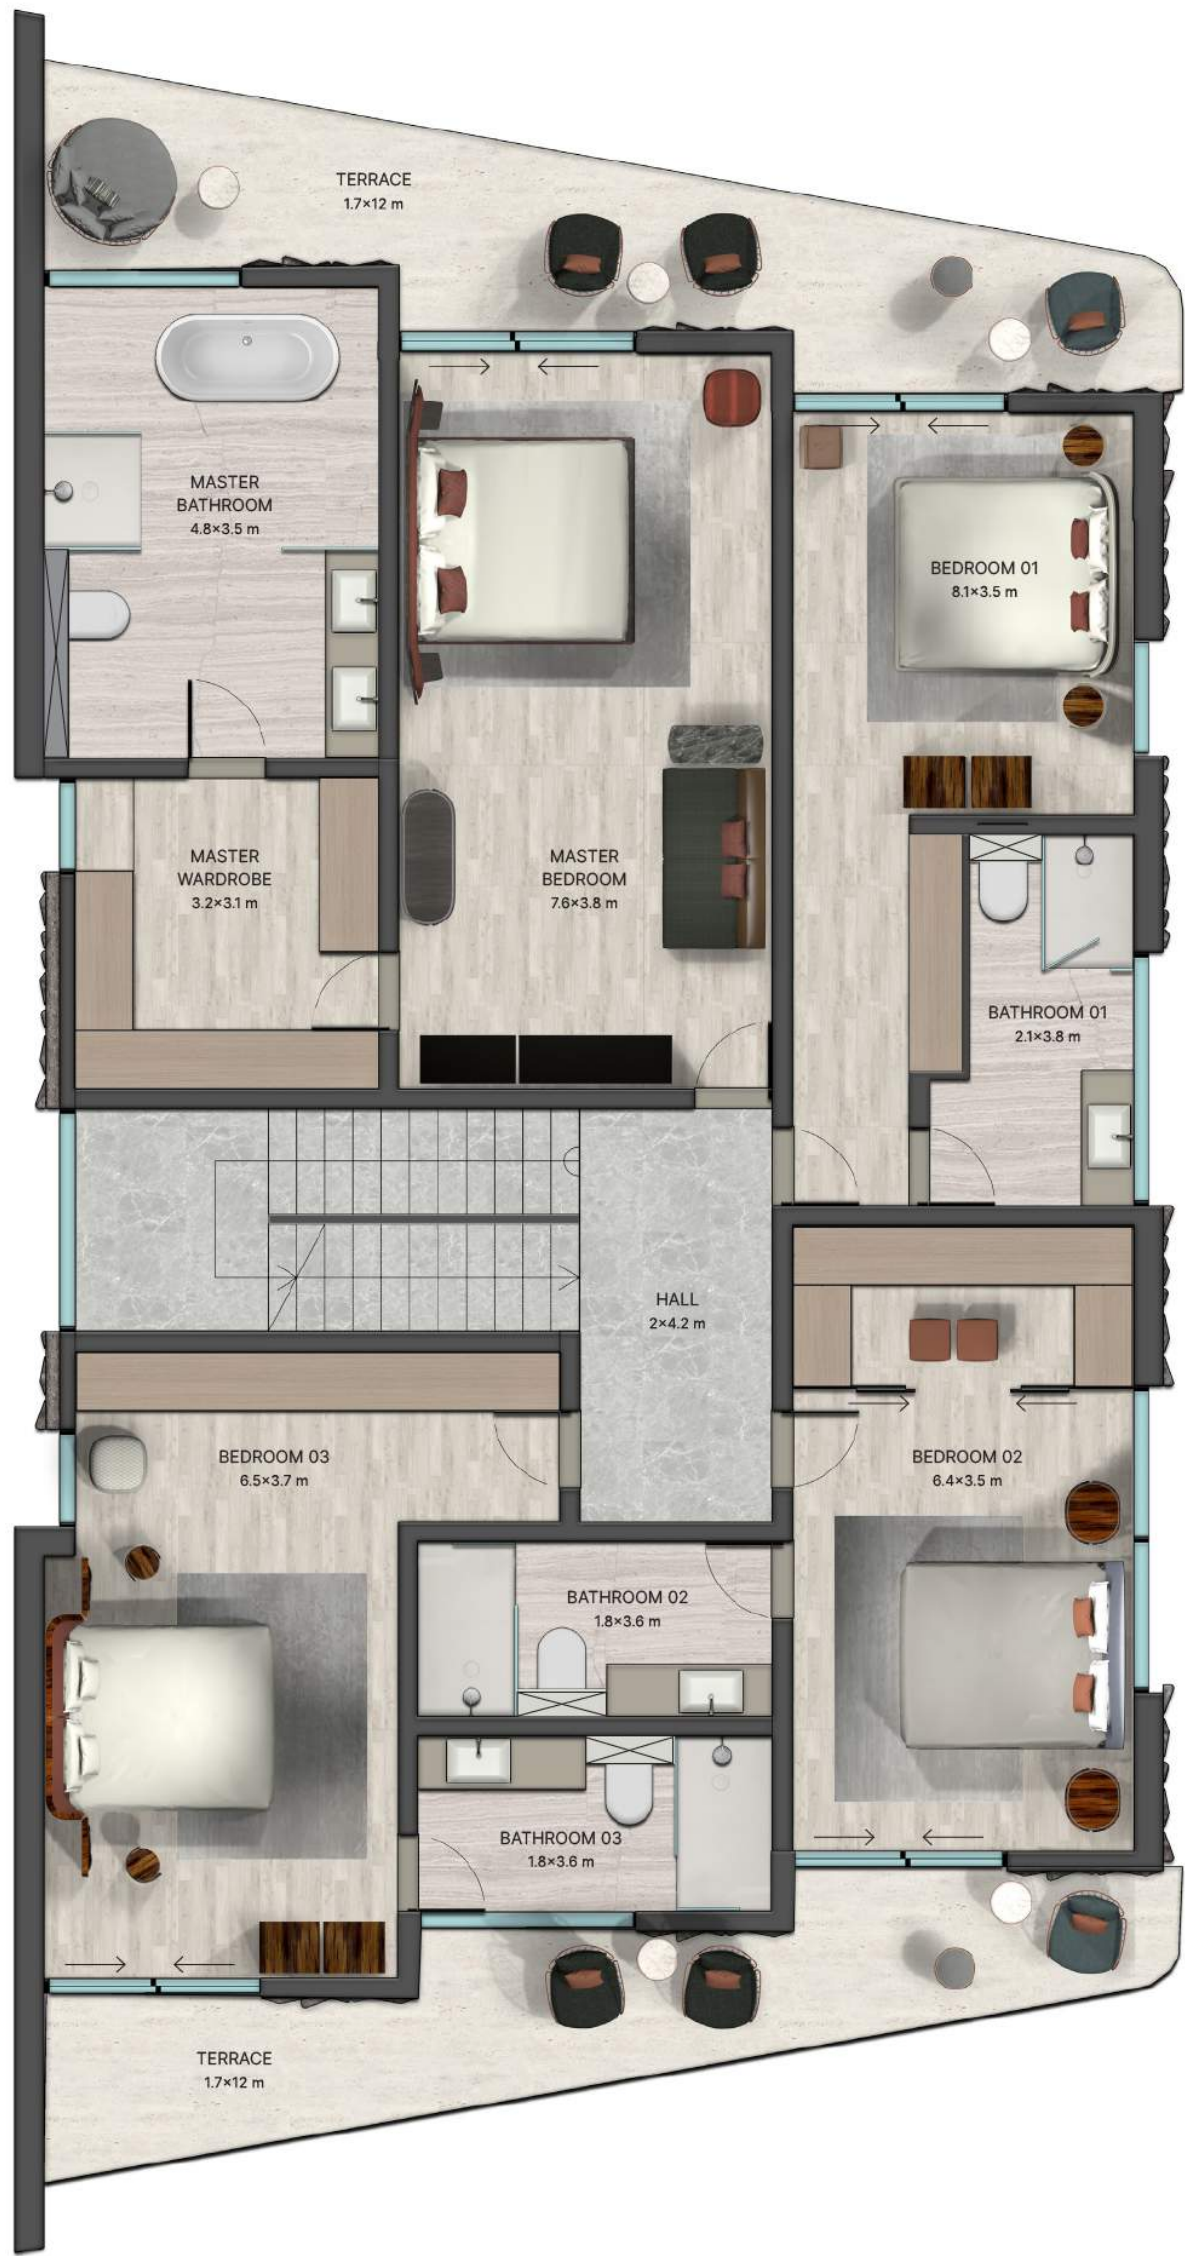 TERRACE
1.7×12 m
MASTER
BATHROOM
4.8×3.5 m
BEDROOM 01
8.1×3.5 m
MASTER
WARDROBE
3.2×3.1 m
MASTER
BEDROOM
7.6×3.8 m
BATHROOM 01
2.1×3.8 m
HALL
2×4.2 m
BEDROOM 03
6.5×3.7 m
BEDROOM 02
6.4×3.5 m
BATHROOM 02
1.8×3.6 m
BATHROOM 03
1.8×3.6 m
TERRACE
1.7×12 m